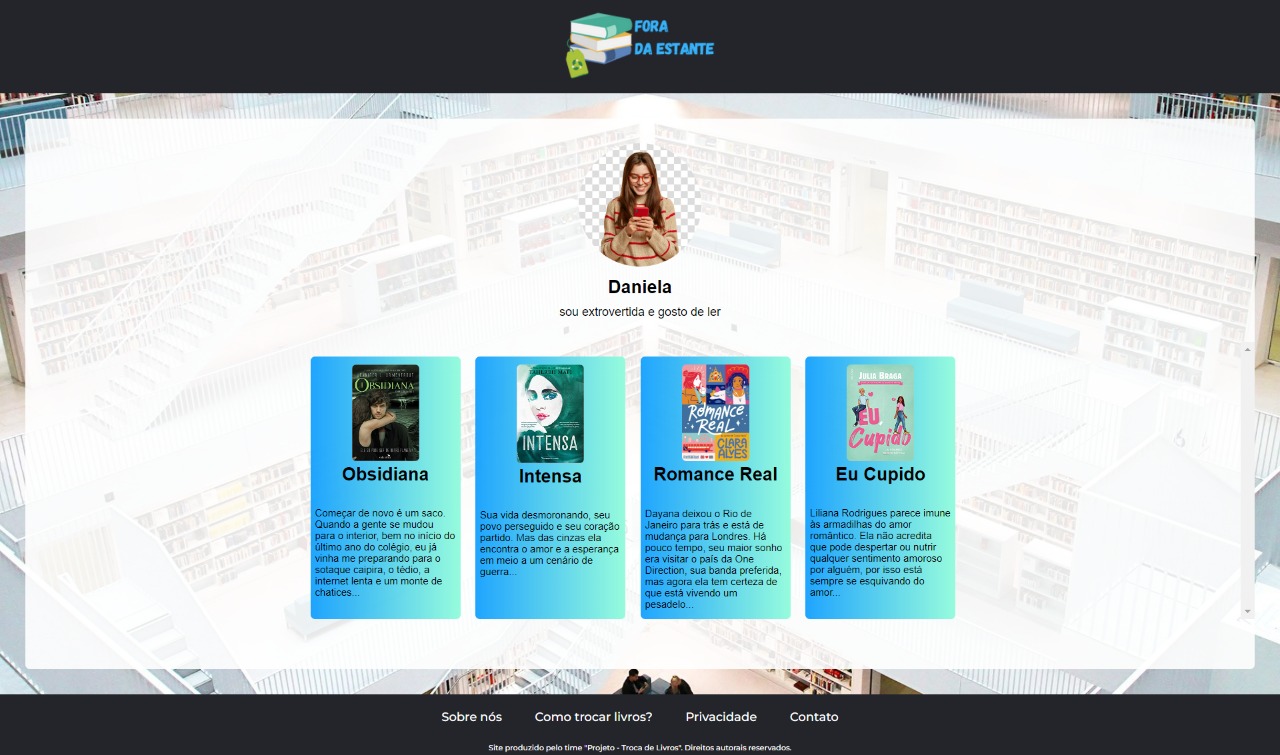 FORA
DA ESTANTE
Daniela
sou extrovertida e gosto de ler
OBSIDIANA
Obsidiana
Começar de novo é um saco.
Quando a gente se mudou
para o interior, bem no início do
último ano do colégio, eu já
vinha me preparando para o
sotaque caipira, o tédio, a
internet lenta e um monte de
chatices...
INTENSA
Intensa
Sua vida desmoronando, seu
povo perseguido e seu coração
partido. Mas das cinzas ela
encontra o amor e a esperança
em meio a um cenário de
guerra...
ROMANCE
REAL
CLARA
ALVES
Romance Real
Dayana deixou o Rio de
Janeiro para trás e está de
mudança para Londres. Há
pouco tempo, seu maior sonho
era visitar o país da One
Direction, sua banda preferida,
mas agora ela tem certeza de
que está vivendo um
pesadelo...
JULIA BRAGA
EU
Cupido
Eu Cupido
Liliana Rodrigues parece imune
às armadilhas do amor
romântico. Ela não acredita
que pode despertar ou nutrir
qualquer sentimento amoroso
por alguém, por isso está
sempre se esquivando do
amor...
Sobre nós
Como trocar livros?
Privacidade
Contato
Site produzido pelo time "Projeto - Troca de Livros". Direitos autorais reservados.